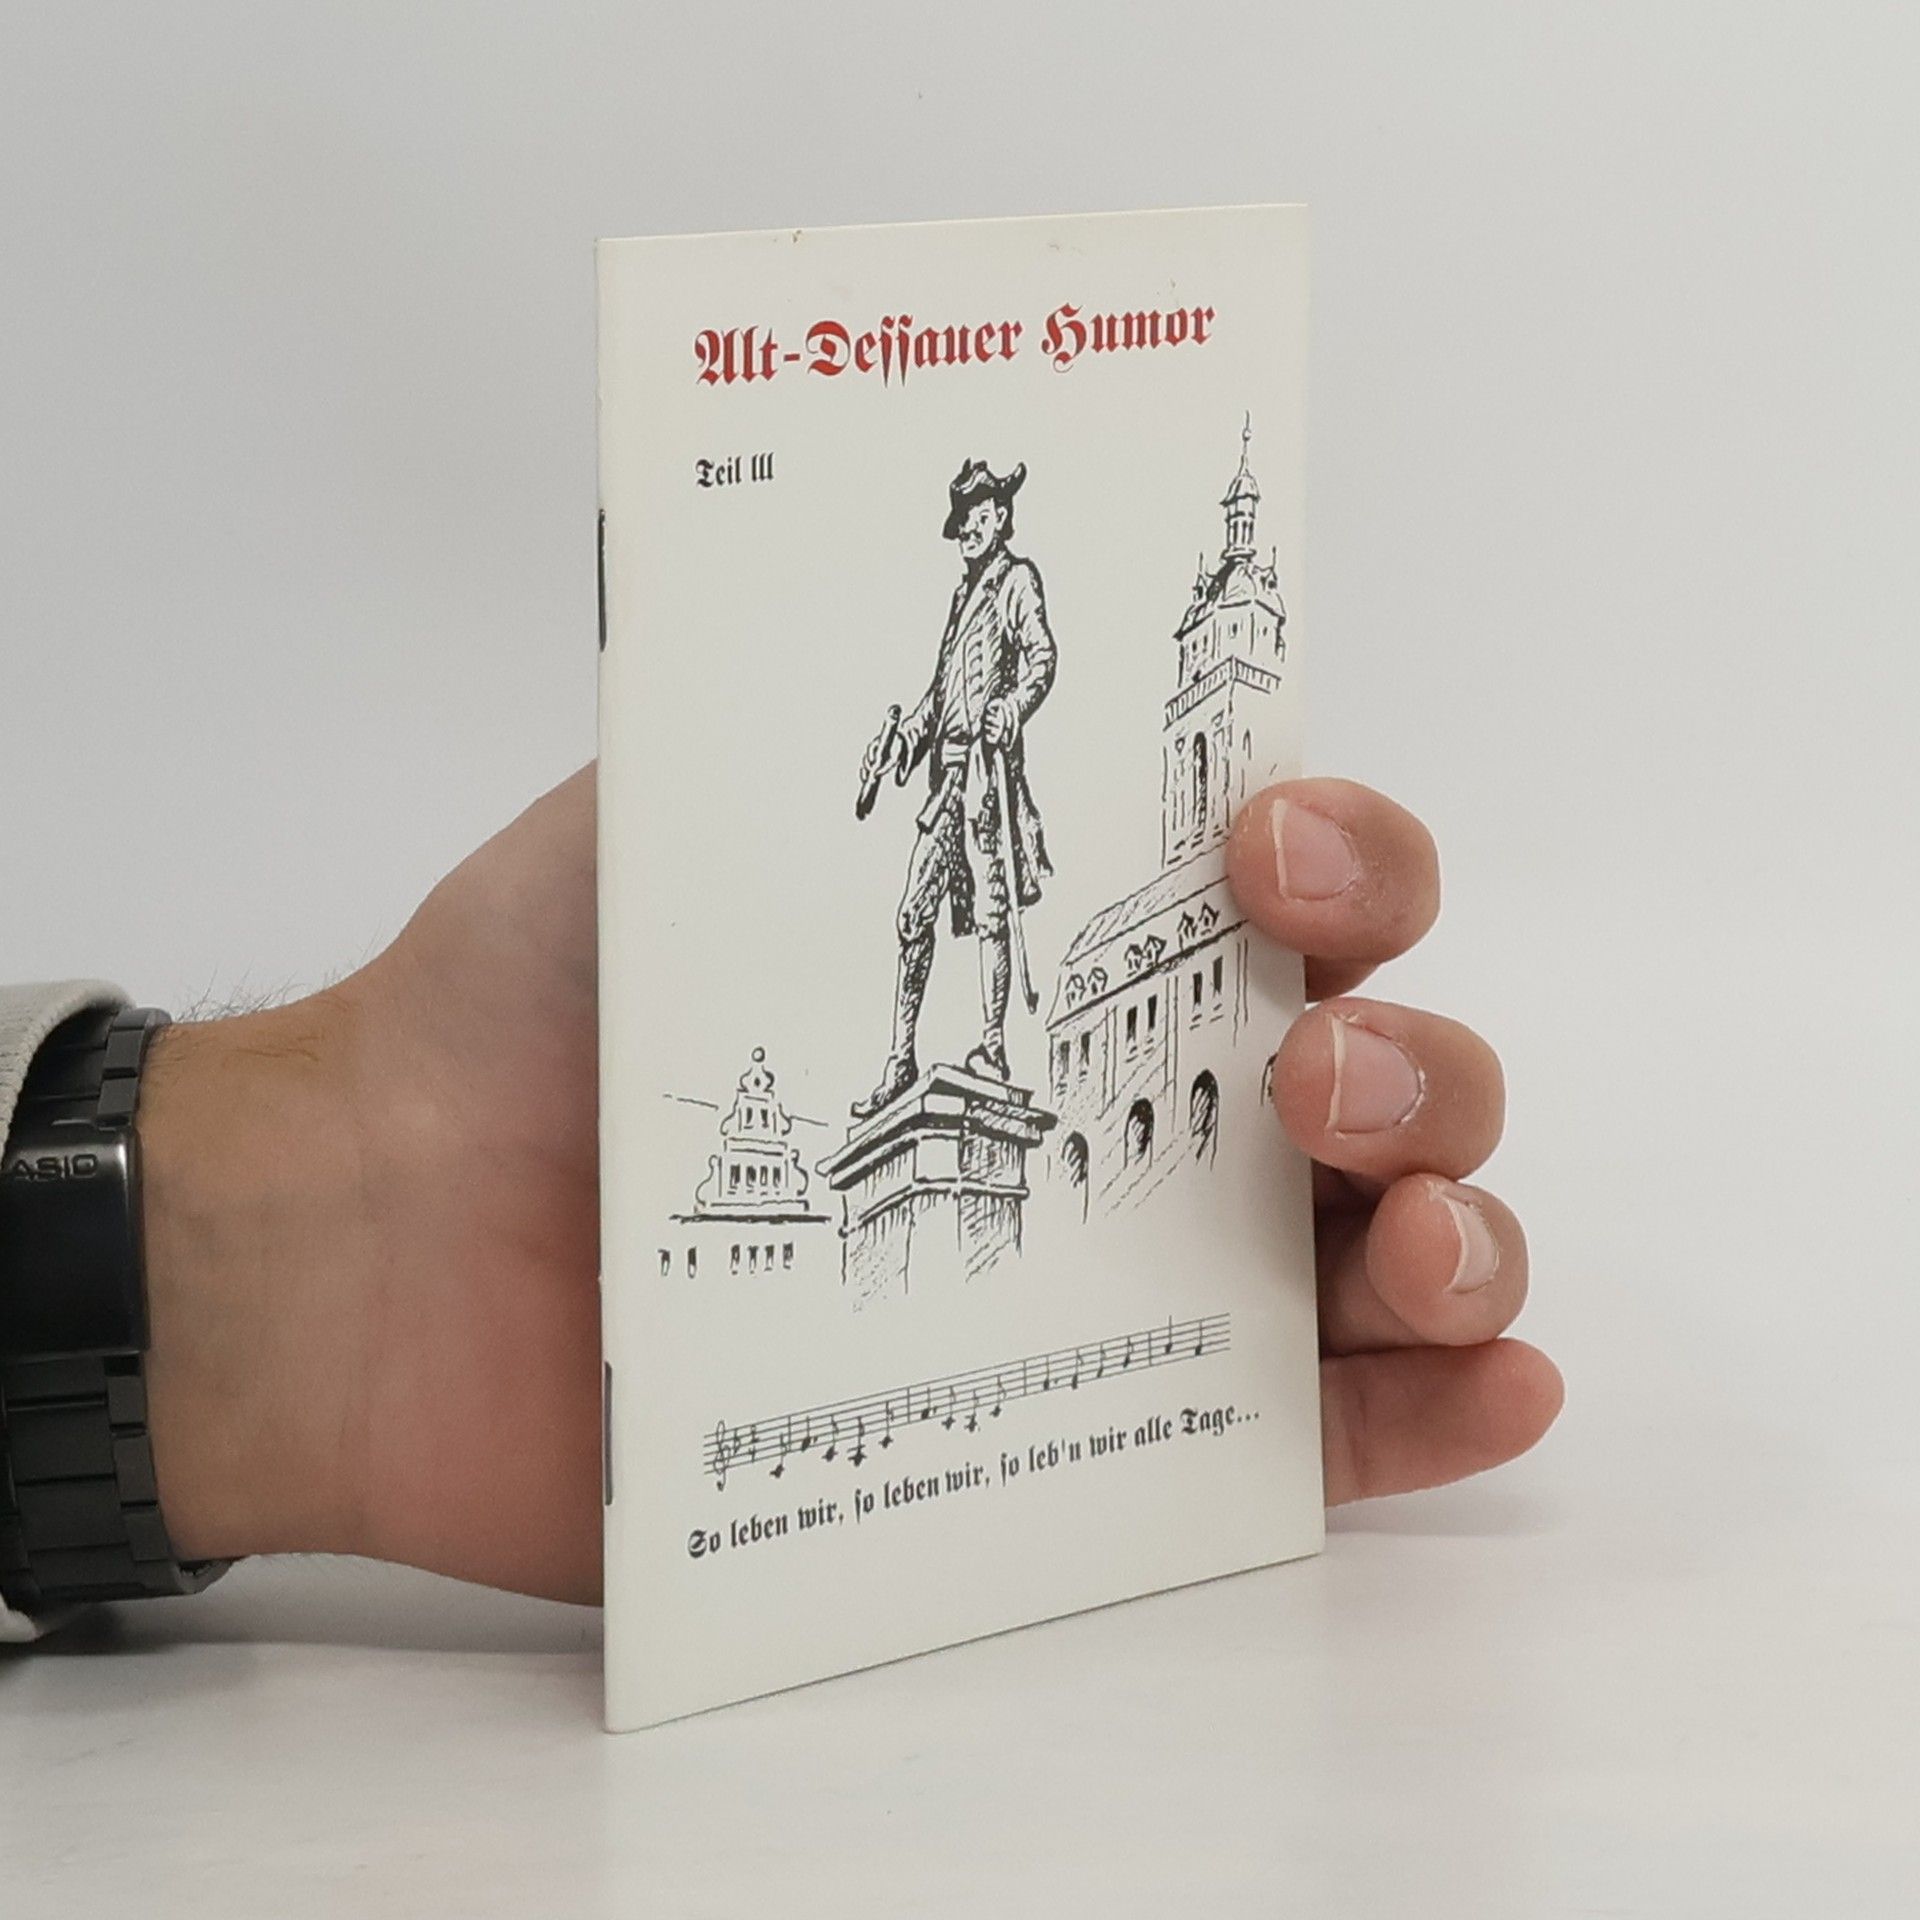 Alt-Dessauer Humor
Teil III
So leben wir, so leben wir, so leb'n wir alle Tage...
ASIO